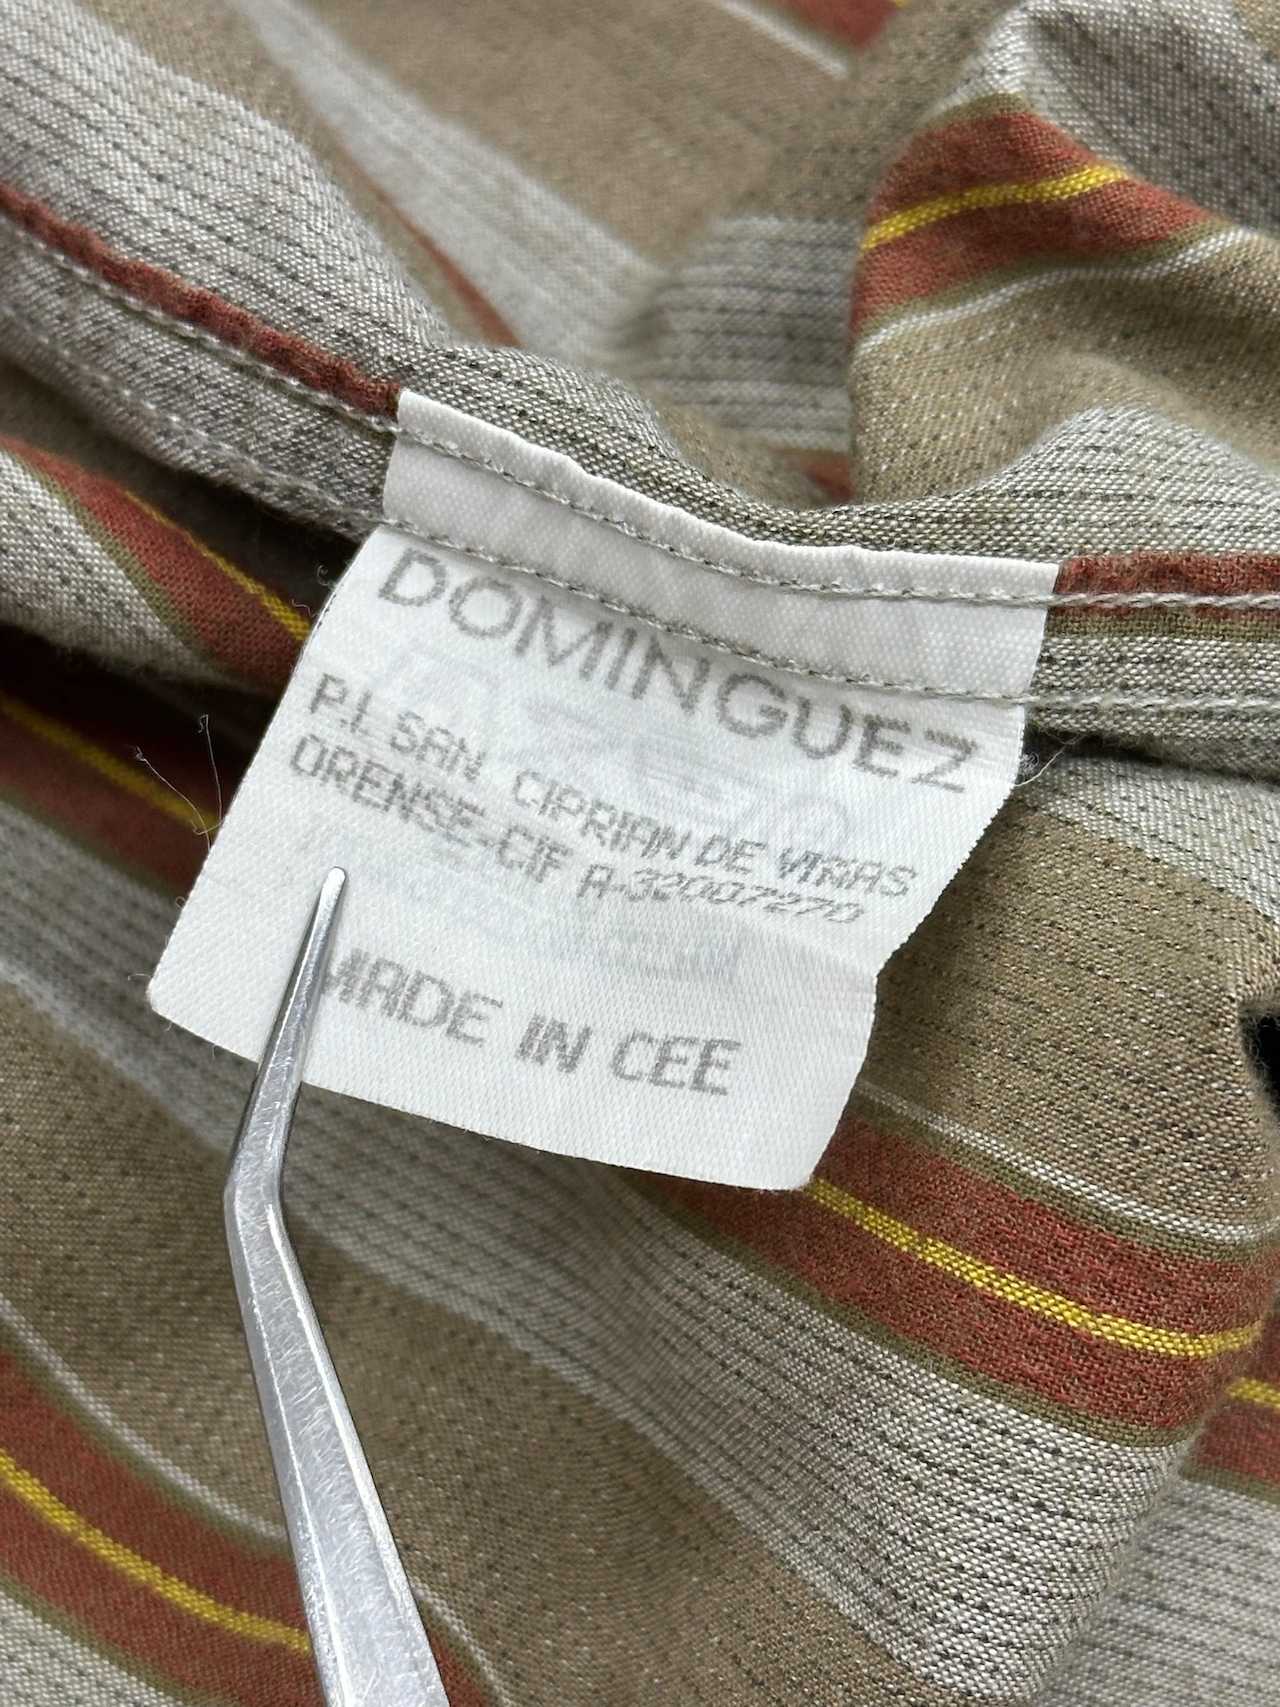 DOMINGUEZ
P.I. SAN CIPRIAN DE VIÑAS
ORENSE-CIF A-32007270
MADE IN CEE